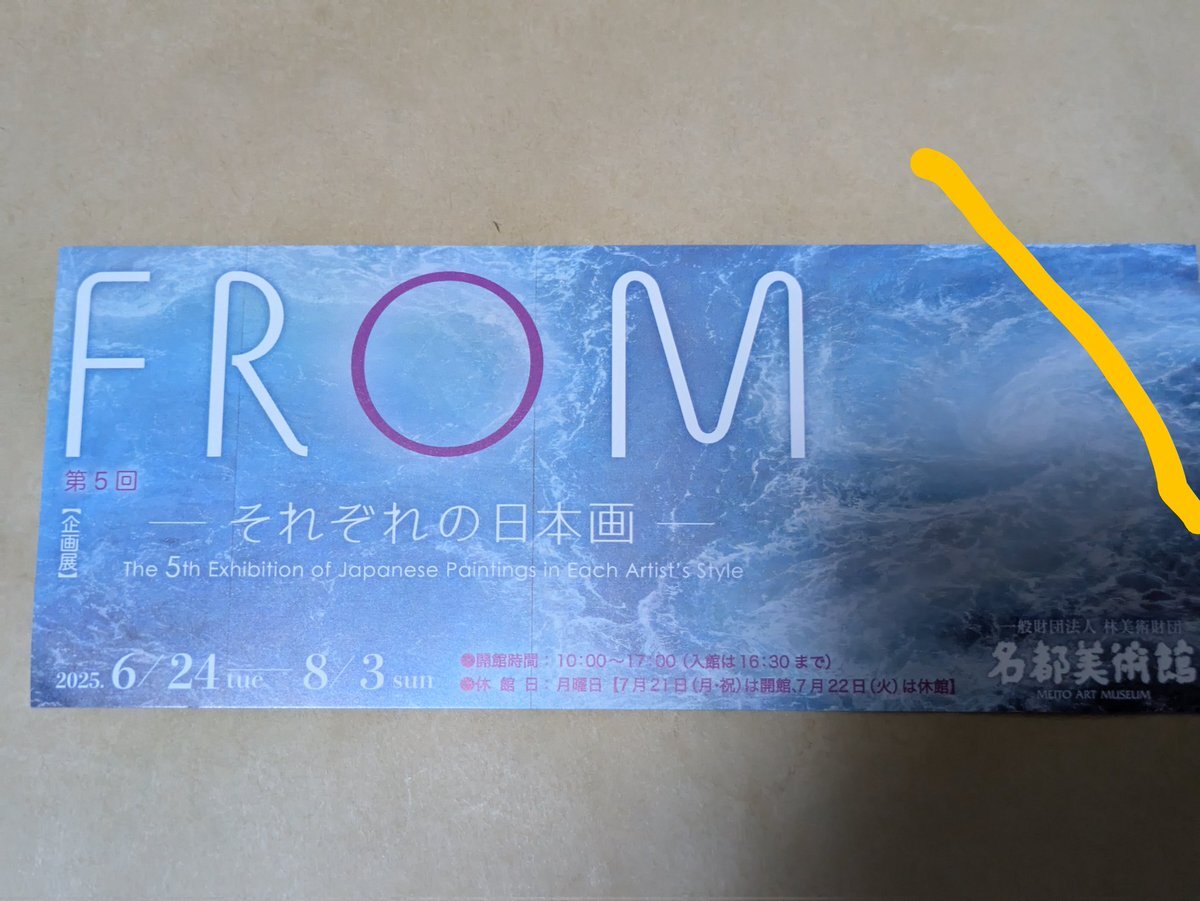 FROM
第5回
【企画展】
― それぞれの日本画 ―
The 5th Exhibition of Japanese Paintings in Each Artist's Style
2025. 6/24 tue ― 8/3 sun
●開館時間：10:00〜17:00（入館は16:30まで）
●休館日：月曜日【7月21日（月・祝）は開館、7月22日（火）は休館】
一般財団法人 林美術財団
名都美術館
MEITO ART MUSEUM